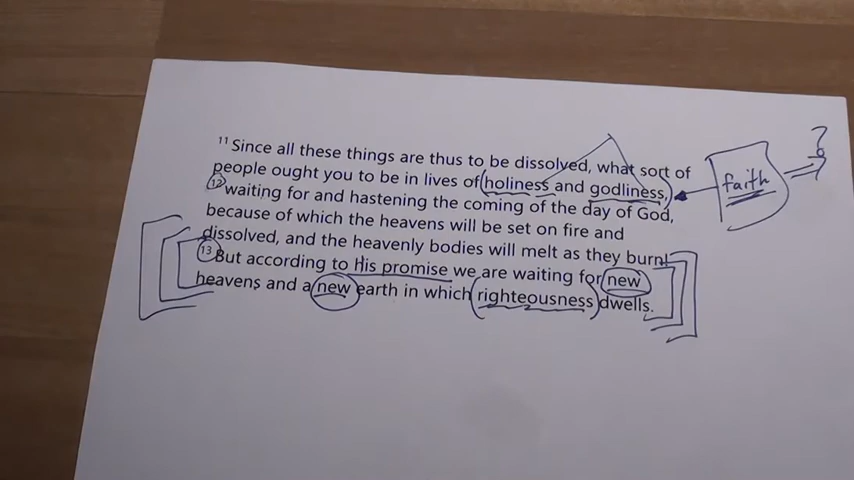 11 Since all these things are thus to be dissolved, what sort of
people ought you to be in lives of holiness and godliness,
12 waiting for and hastening the coming of the day of God,
because of which the heavens will be set on fire and
dissolved, and the heavenly bodies will melt as they burn!
13 But according to his promise we are waiting for new
heavens and a new earth in which righteousness dwells.
faith
?